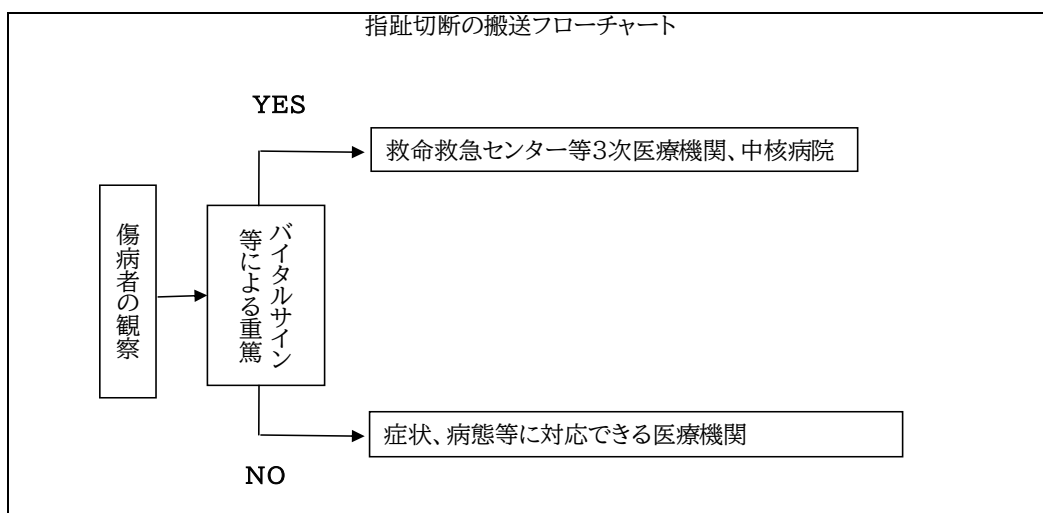 指趾切断の搬送フローチャート
YES
救命救急センター等3次医療機関、中核病院
傷病者の観察
バイタルサイン
等による重篤
症状、病態等に対応できる医療機関
NO